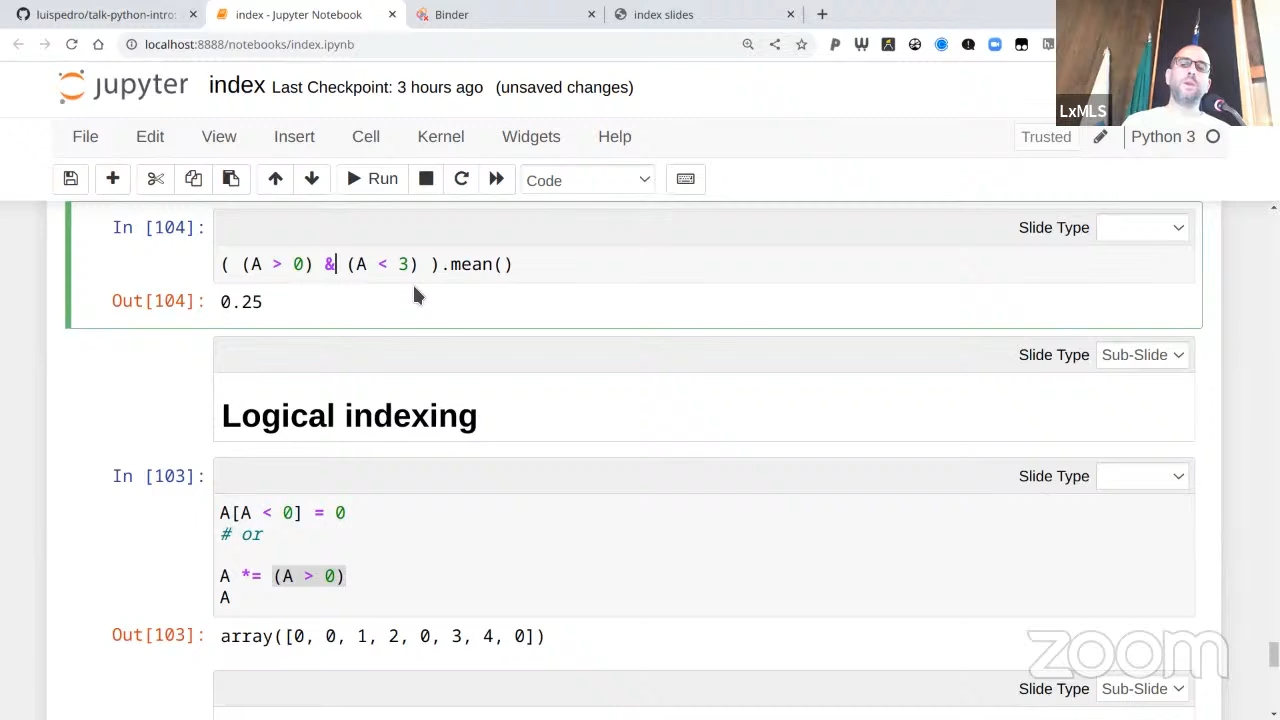 luispedro/talk-python-intro:
index - Jupyter Notebook
Binder
index slides
localhost:8888/notebooks/index.ipynb
LxMLS
jupyter index Last Checkpoint: 3 hours ago (unsaved changes)
File Edit View Insert Cell Kernel Widgets Help
Trusted Python 3
Run Code
Slide Type
In [104]:
( (A > 0) & (A < 3) ).mean()
Out[104]: 0.25
Slide Type Sub-Slide
Logical indexing
In [103]:
Slide Type
A[A < 0] = 0
# or
A *= (A > 0)
A
Out[103]: array([0, 0, 1, 2, 0, 3, 4, 0])
zoom
Slide Type Sub-Slide